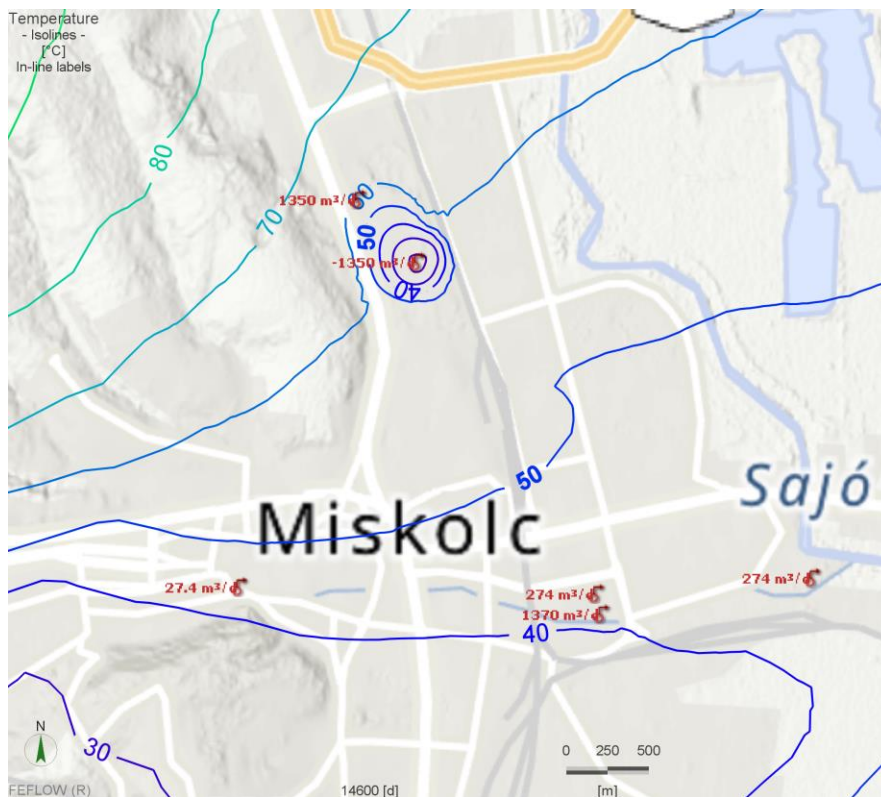 Temperature
- Isolines -
[°C]
In-line labels
80
70
1350 m³/d
50
-1350 m³/d
40
50
Miskolc
Sajó
27.4 m³/d
274 m³/d
274 m³/d
1370 m³/d
40
30
N
0 250 500
[m]
FEFLOW (R)
14600 [d]